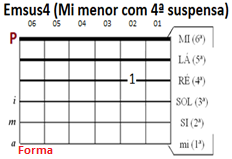 Emsus4 (Mi menor com 4ª suspensa)
06 05 04 03 02 01
P MI (6ª)
LÁ (5ª)
1 RÉ (4ª)
i SOL (3ª)
m SI (2ª)
a mi (1ª)
Forma